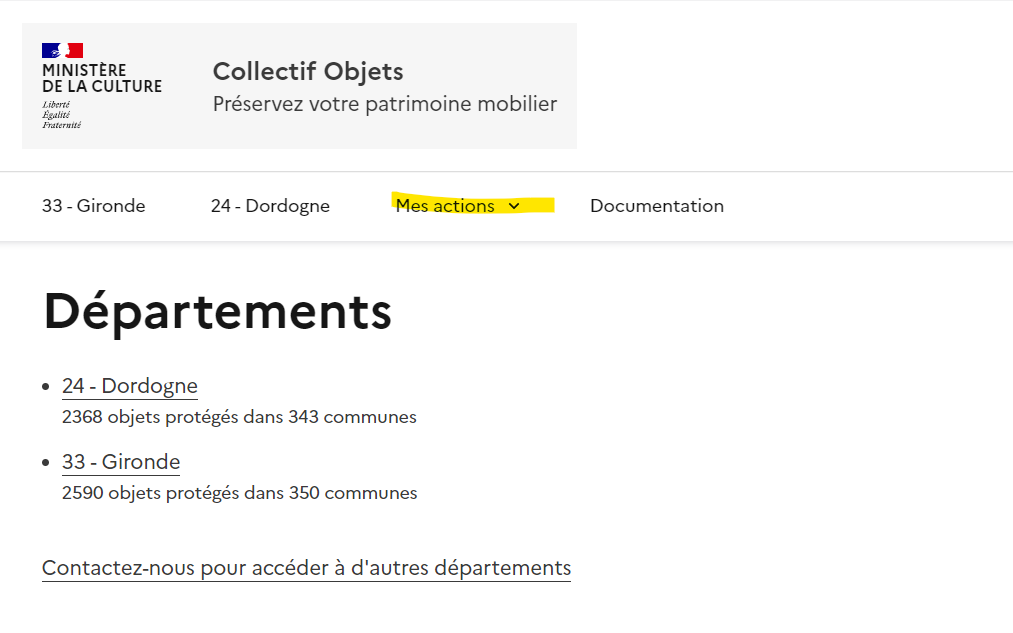 MINISTÈRE
DE LA CULTURE
Liberté
Égalité
Fraternité
Collectif Objets
Préservez votre patrimoine mobilier
33 - Gironde
24 - Dordogne
Mes actions
Documentation
Départements
24 - Dordogne
2368 objets protégés dans 343 communes
33 - Gironde
2590 objets protégés dans 350 communes
Contactez-nous pour accéder à d'autres départements